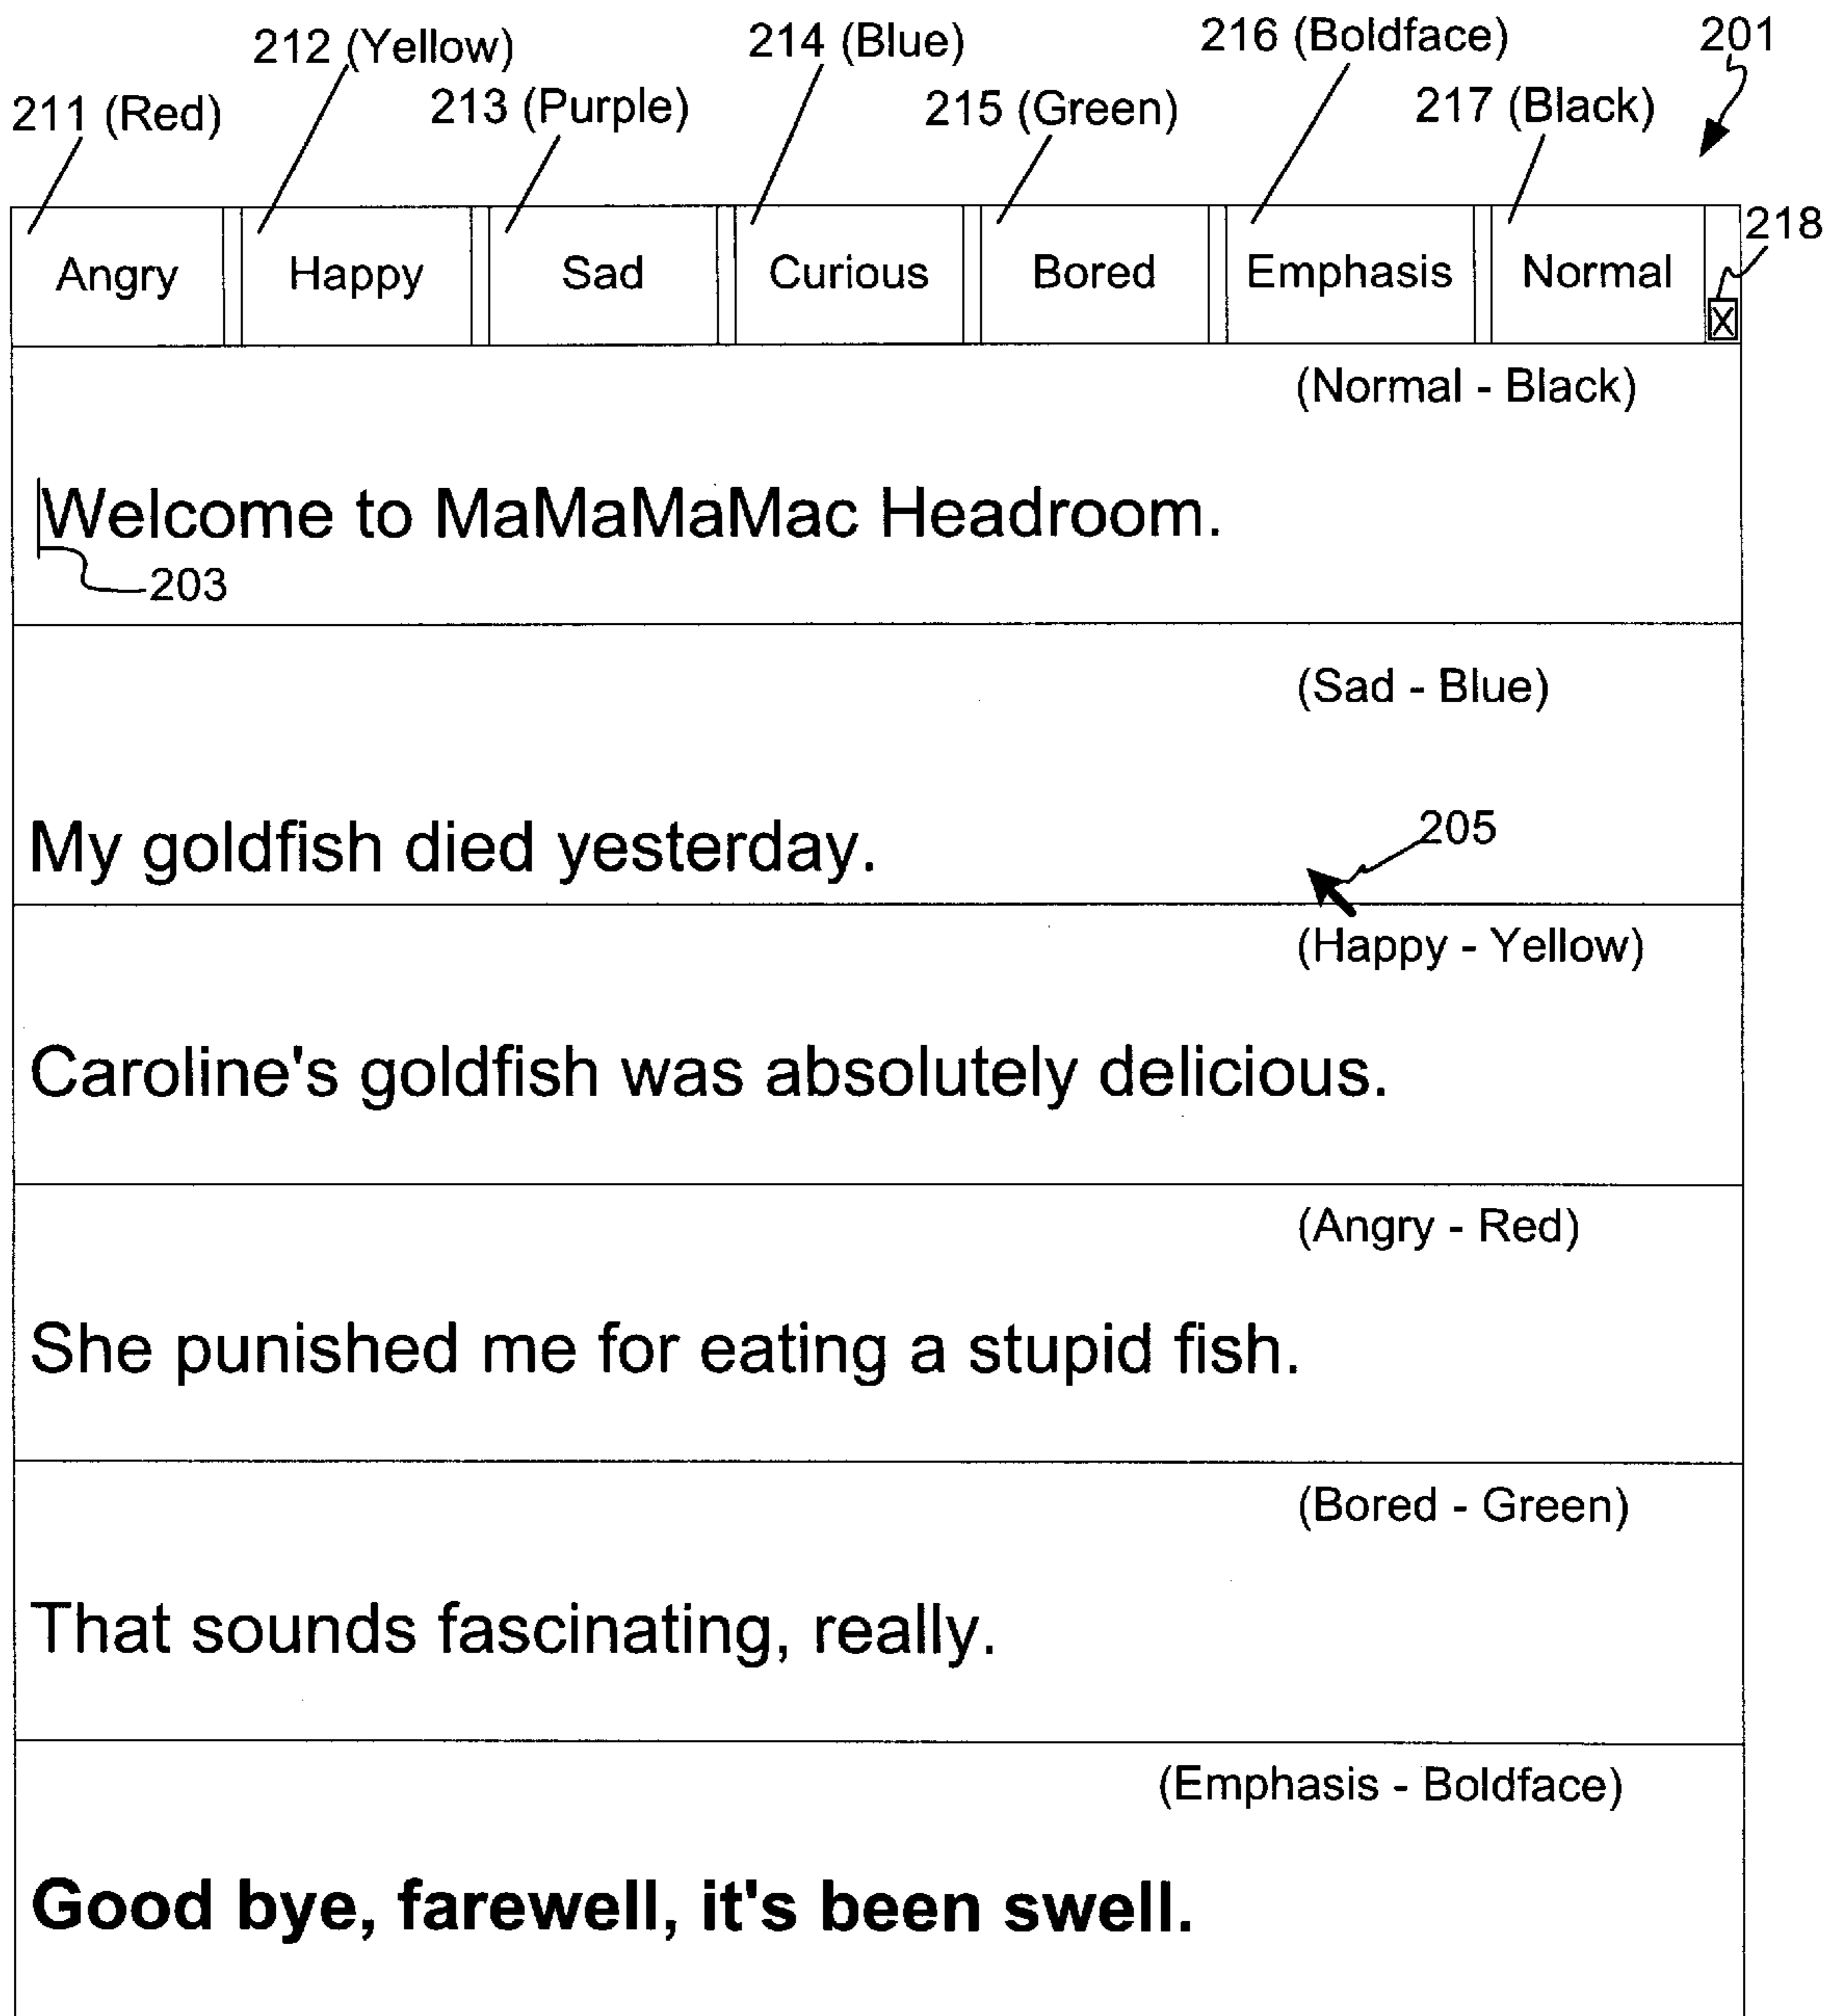 212 (Yellow) 214 (Blue) 216 (Boldface) 201
211 (Red) 213 (Purple) 215 (Green) 217 (Black)
218
Angry Happy Sad Curious Bored Emphasis Normal
X
(Normal - Black)
Welcome to MaMaMaMac Headroom.
203
(Sad - Blue)
My goldfish died yesterday.
205
(Happy - Yellow)
Caroline's goldfish was absolutely delicious.
(Angry - Red)
She punished me for eating a stupid fish.
(Bored - Green)
That sounds fascinating, really.
(Emphasis - Boldface)
Good bye, farewell, it's been swell.